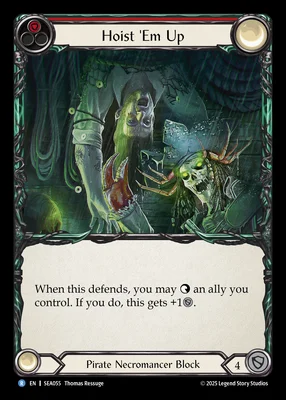 Hoist 'Em Up
When this defends, you may an ally you
control. If you do, this gets +1.
Pirate Necromancer Block
4
R EN | SEA055 Thomas Ressuge
© 2025 Legend Story Studios